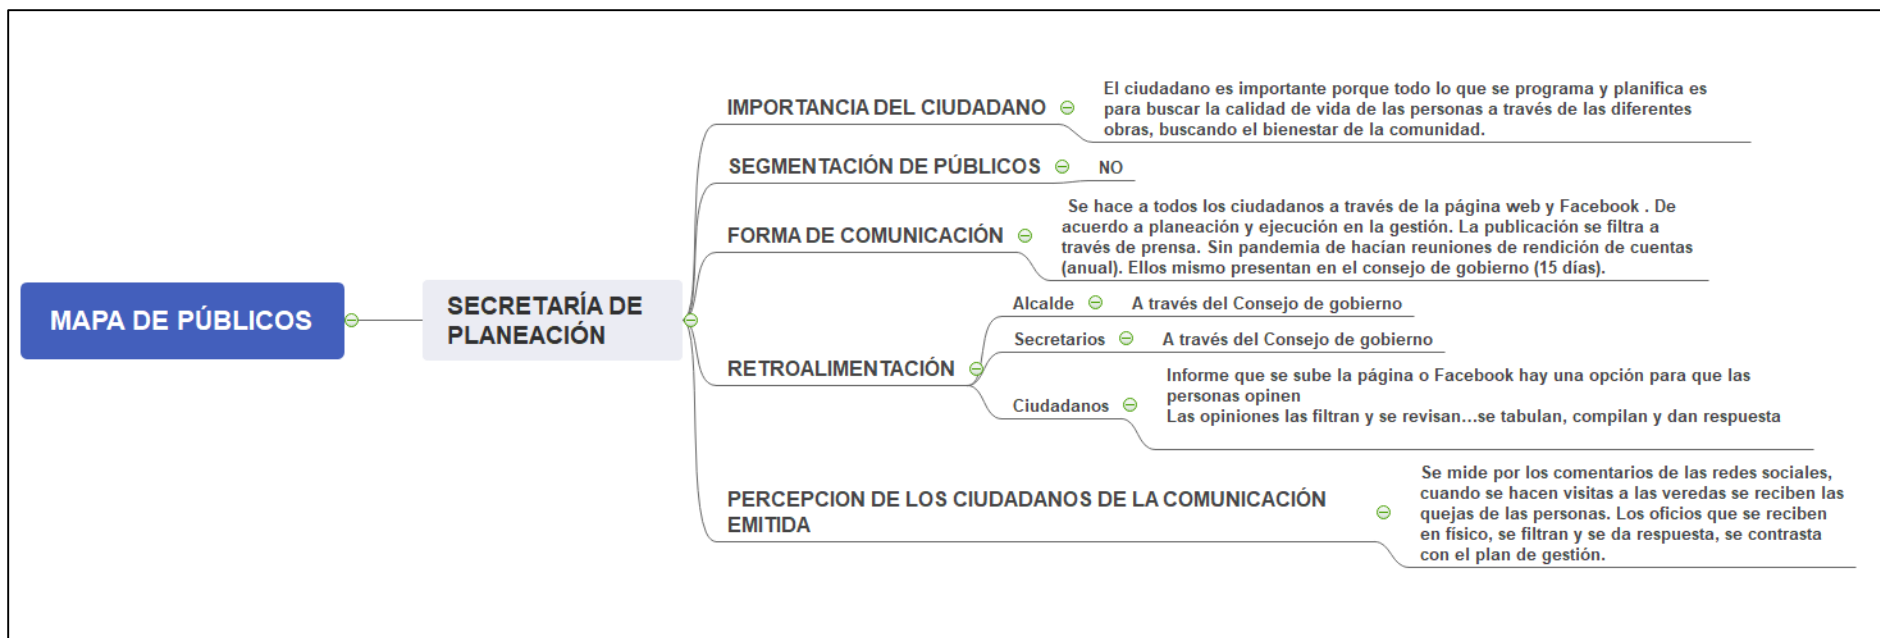 MAPA DE PÚBLICOS
SECRETARÍA DE
PLANEACIÓN
IMPORTANCIA DEL CIUDADANO
El ciudadano es importante porque todo lo que se programa y planifica es
para buscar la calidad de vida de las personas a través de las diferentes
obras, buscando el bienestar de la comunidad.
SEGMENTACIÓN DE PÚBLICOS
NO
FORMA DE COMUNICACIÓN
Se hace a todos los ciudadanos a través de la página web y Facebook . De
acuerdo a planeación y ejecución en la gestión. La publicación se filtra a
través de prensa. Sin pandemia de hacían reuniones de rendición de cuentas
(anual). Ellos mismo presentan en el consejo de gobierno (15 días).
RETROALIMENTACIÓN
Alcalde
A través del Consejo de gobierno
Secretarios
A través del Consejo de gobierno
Ciudadanos
Informe que se sube la página o Facebook hay una opción para que las
personas opinen
Las opiniones las filtran y se revisan...se tabulan, compilan y dan respuesta
PERCEPCION DE LOS CIUDADANOS DE LA COMUNICACIÓN
EMITIDA
Se mide por los comentarios de las redes sociales,
cuando se hacen visitas a las veredas se reciben las
quejas de las personas. Los oficios que se reciben
en físico, se filtran y se da respuesta, se contrasta
con el plan de gestión.